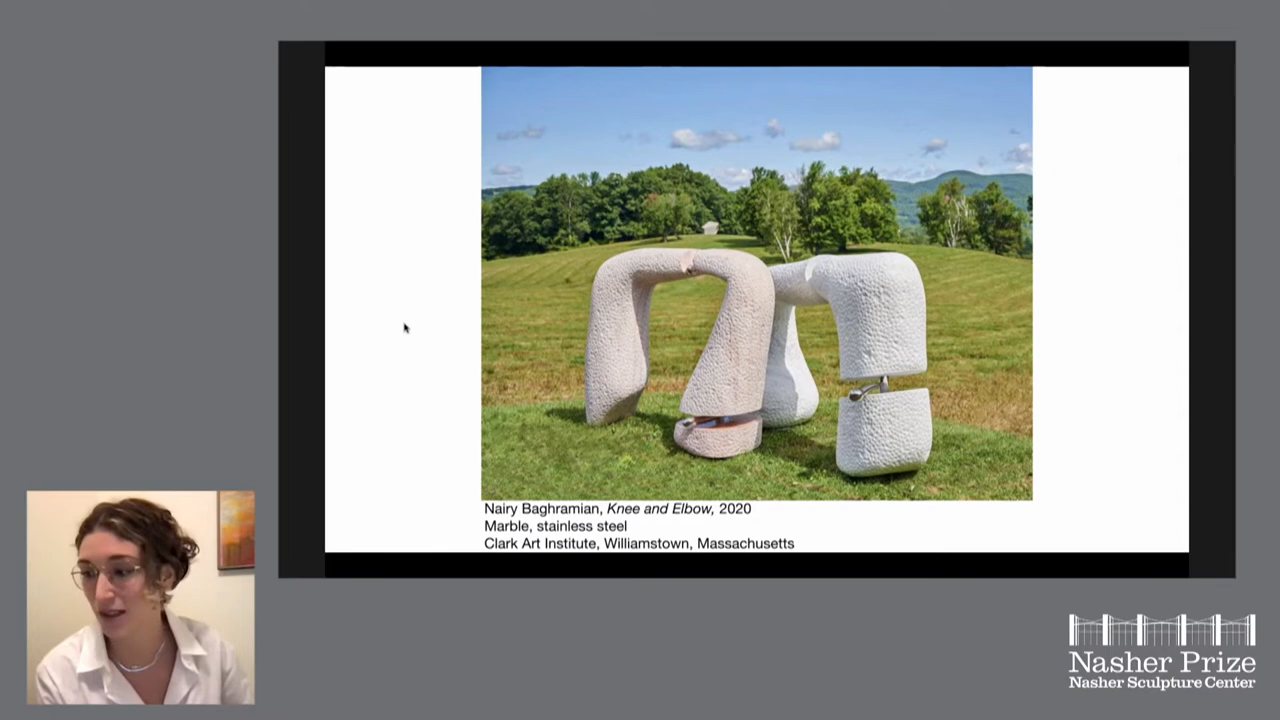 Nairy Baghramian, Knee and Elbow, 2020
Marble, stainless steel
Clark Art Institute, Williamstown, Massachusetts
Nasher Prize
Nasher Sculpture Center